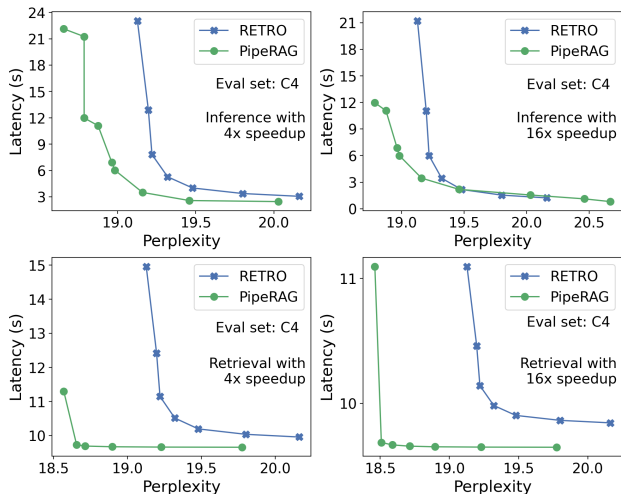 24
21
18
15
12
9
6
3
Latency (s)
RETRO
PipeRAG
Eval set: C4
Inference with
4x speedup
19.0
19.5
20.0
Perplexity
21
18
15
12
9
6
3
0
Latency (s)
RETRO
PipeRAG
Eval set: C4
Inference with
16x speedup
19.0
19.5
20.0
20.5
Perplexity
15
14
13
12
11
10
Latency (s)
RETRO
PipeRAG
Eval set: C4
Retrieval with
4x speedup
18.5
19.0
19.5
20.0
Perplexity
11
10
Latency (s)
RETRO
PipeRAG
Eval set: C4
Retrieval with
16x speedup
18.5
19.0
19.5
20.0
Perplexity